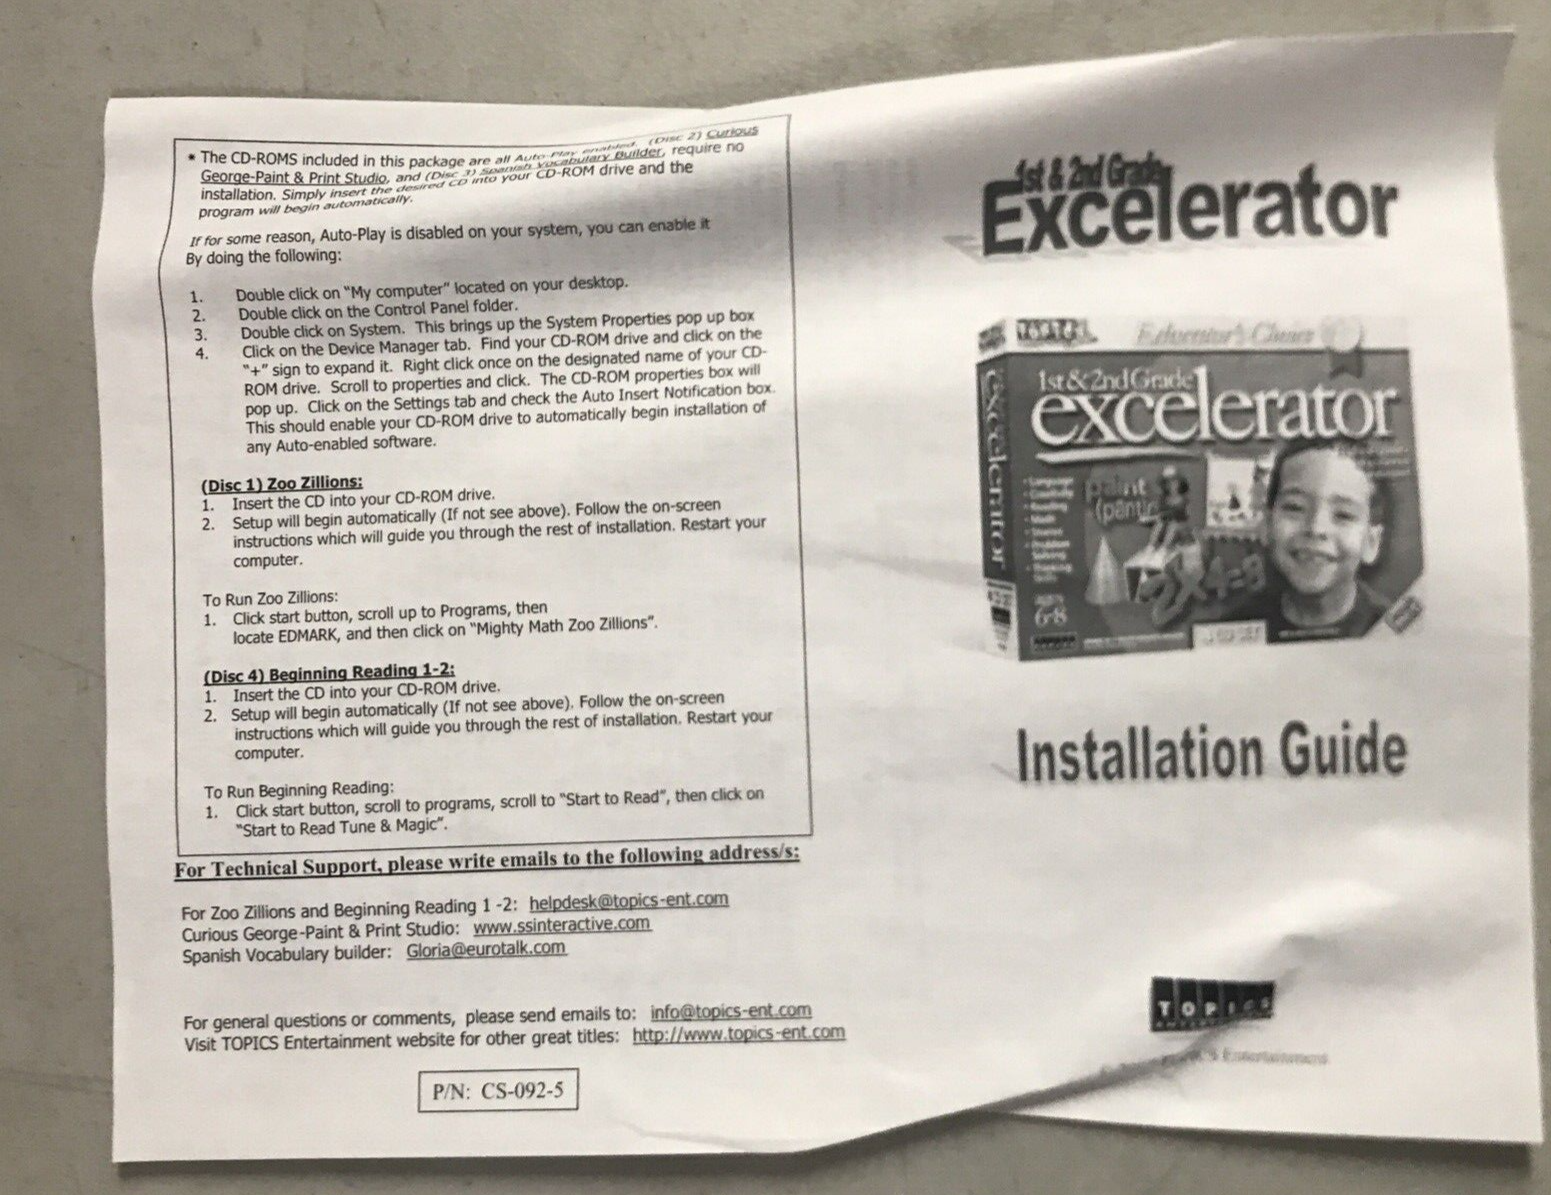 * The CD-ROMS included in this package are all Auto-Play enabled. (Disc 2) Curious
George-Paint & Print Studio, and (Disc 3) Spanish Vocabulary Builder, require no
installation. Simply insert the desired CD into your CD-ROM drive and the
program will begin automatically.
If for some reason, Auto-Play is disabled on your system, you can enable it
By doing the following:
1. Double click on "My computer" located on your desktop.
2. Double click on the Control Panel folder.
3. Double click on System. This brings up the System Properties pop up box
4. Click on the Device Manager tab. Find your CD-ROM drive and click on the
"+" sign to expand it. Right click once on the designated name of your CD-
ROM drive. Scroll to properties and click. The CD-ROM properties box will
pop up. Click on the Settings tab and check the Auto Insert Notification box.
This should enable your CD-ROM drive to automatically begin installation of
any Auto-enabled software.
(Disc 1) Zoo Zillions:
1. Insert the CD into your CD-ROM drive.
2. Setup will begin automatically (If not see above). Follow the on-screen
instructions which will guide you through the rest of installation. Restart your
computer.
To Run Zoo Zillions:
1. Click start button, scroll up to Programs, then
locate EDMARK, and then click on "Mighty Math Zoo Zillions".
(Disc 4) Beginning Reading 1-2:
1. Insert the CD into your CD-ROM drive.
2. Setup will begin automatically (If not see above). Follow the on-screen
instructions which will guide you through the rest of installation. Restart your
computer.
To Run Beginning Reading:
1. Click start button, scroll to programs, scroll to "Start to Read", then click on
"Start to Read Tune & Magic".
For Technical Support, please write emails to the following address/s:
For Zoo Zillions and Beginning Reading 1 -2: helpdesk@topics-ent.com
Curious George-Paint & Print Studio: www.ssinteractive.com
Spanish Vocabulary builder: Gloria@eurotalk.com
For general questions or comments, please send emails to: info@topics-ent.com
Visit TOPICS Entertainment website for other great titles: http://www.topics-ent.com
P/N: CS-092-5
1st & 2nd Grade
Excelerator
TOPICS
Educator's Choice
1st & 2nd Grade
excelerator
excelerator
paint
6-8
Installation Guide
TOPICS
Entertainment